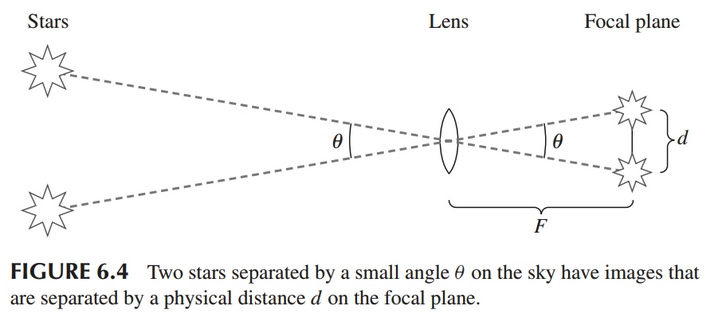 Stars Lens Focal plane
θ θ d
F
FIGURE 6.4 Two stars separated by a small angle θ on the sky have images that
are separated by a physical distance d on the focal plane.